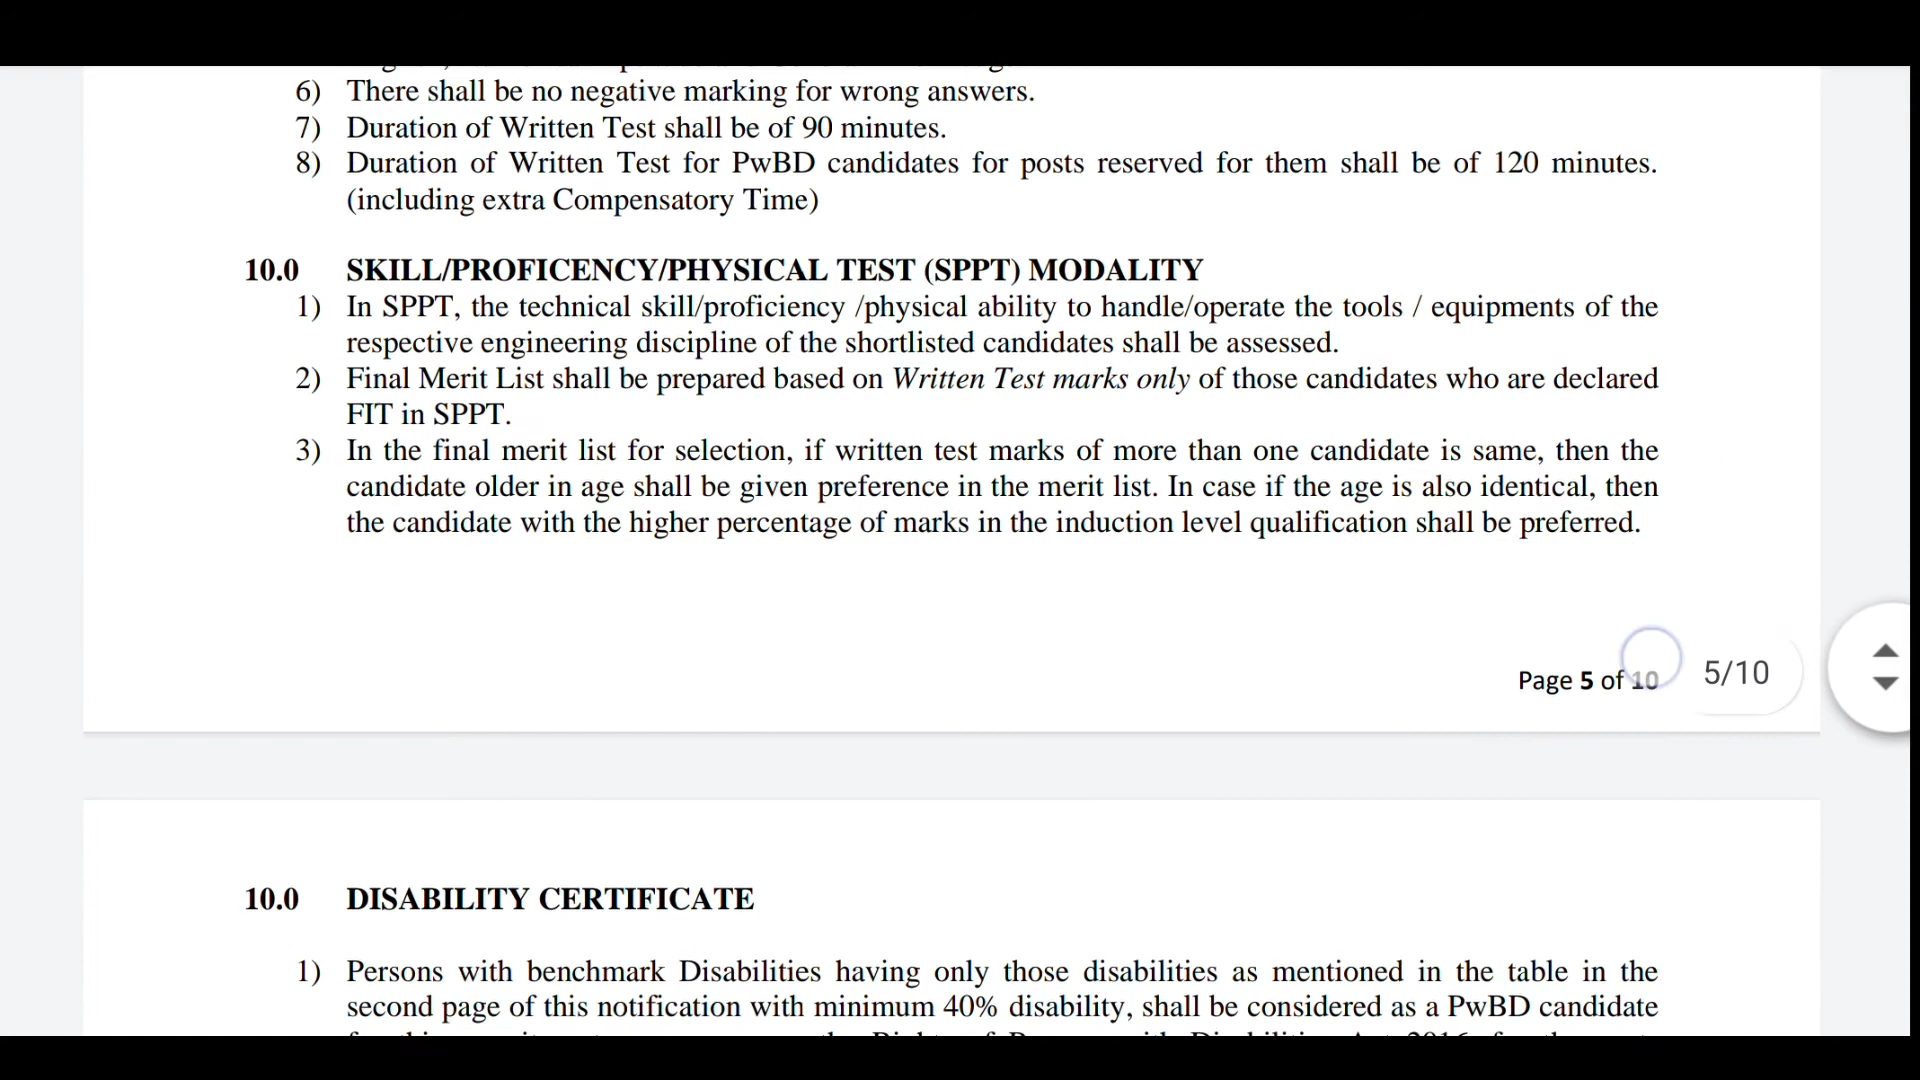 6) There shall be no negative marking for wrong answers.
7) Duration of Written Test shall be of 90 minutes.
8) Duration of Written Test for PwBD candidates for posts reserved for them shall be of 120 minutes.
(including extra Compensatory Time)
10.0 SKILL/PROFICENCY/PHYSICAL TEST (SPPT) MODALITY
1) In SPPT, the technical skill/proficiency /physical ability to handle/operate the tools / equipments of the
respective engineering discipline of the shortlisted candidates shall be assessed.
2) Final Merit List shall be prepared based on Written Test marks only of those candidates who are declared
FIT in SPPT.
3) In the final merit list for selection, if written test marks of more than one candidate is same, then the
candidate older in age shall be given preference in the merit list. In case if the age is also identical, then
the candidate with the higher percentage of marks in the induction level qualification shall be preferred.
Page 5 of 10
5/10
10.0 DISABILITY CERTIFICATE
1) Persons with benchmark Disabilities having only those disabilities as mentioned in the table in the
second page of this notification with minimum 40% disability, shall be considered as a PwBD candidate